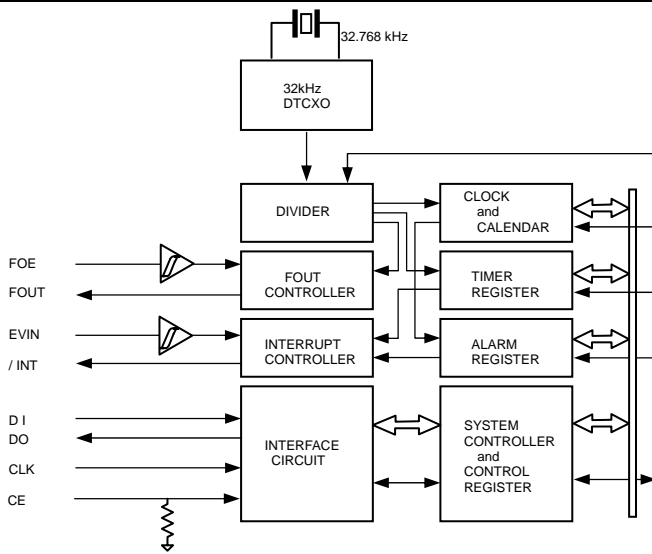 32.768 kHz
32kHz
DTCXO
DIVIDER
CLOCK
and
CALENDAR
FOE
FOUT
FOUT
CONTROLLER
TIMER
REGISTER
EVIN
/ INT
INTERRUPT
CONTROLLER
ALARM
REGISTER
D I
DO
CLK
CE
INTERFACE
CIRCUIT
SYSTEM
CONTROLLER
and
CONTROL
REGISTER